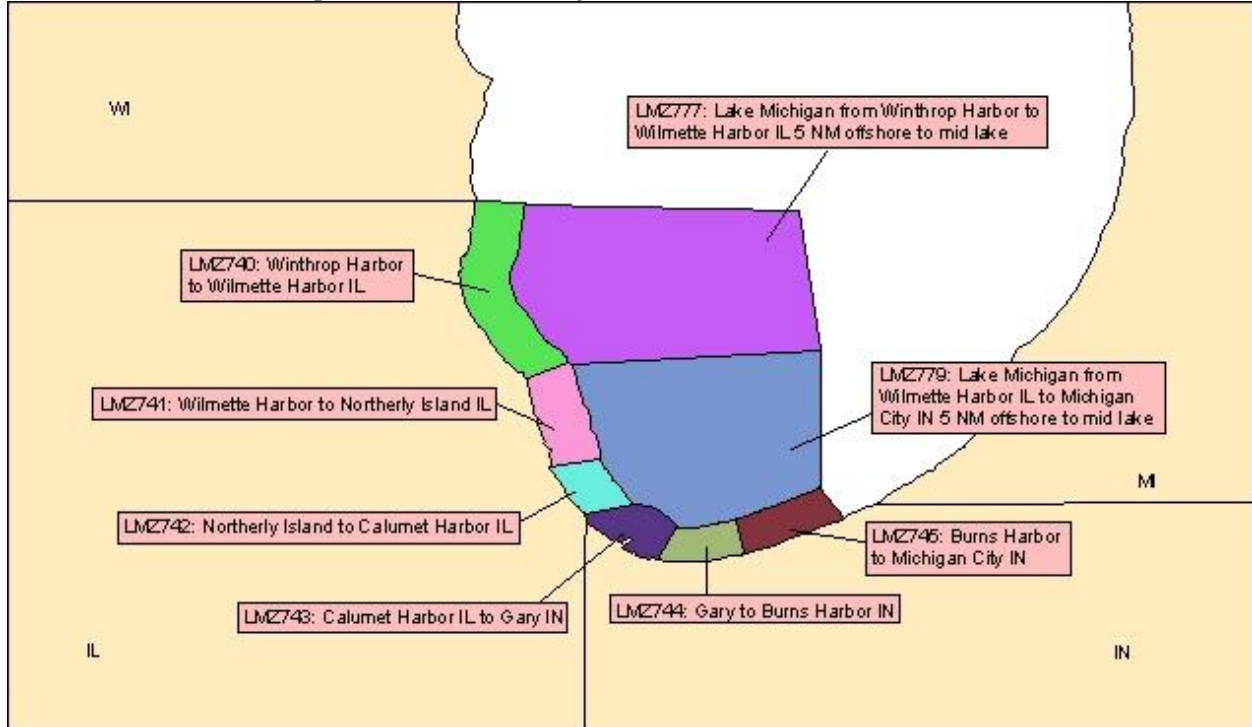 WI
LMZ777: Lake Michigan from Winthrop Harbor to
Wilmette Harbor IL 5 NM offshore to mid lake
LMZ740: Winthrop Harbor
to Wilmette Harbor IL
LMZ779: Lake Michigan from
Wilmette Harbor IL to Michigan
City IN 5 NM offshore to mid lake
LMZ741: Wilmette Harbor to Northerly Island IL
MI
LMZ742: Northerly Island to Calumet Harbor IL
LMZ745: Burns Harbor
to Michigan City IN
LMZ743: Calumet Harbor IL to Gary IN
LMZ744: Gary to Burns Harbor IN
IL
IN